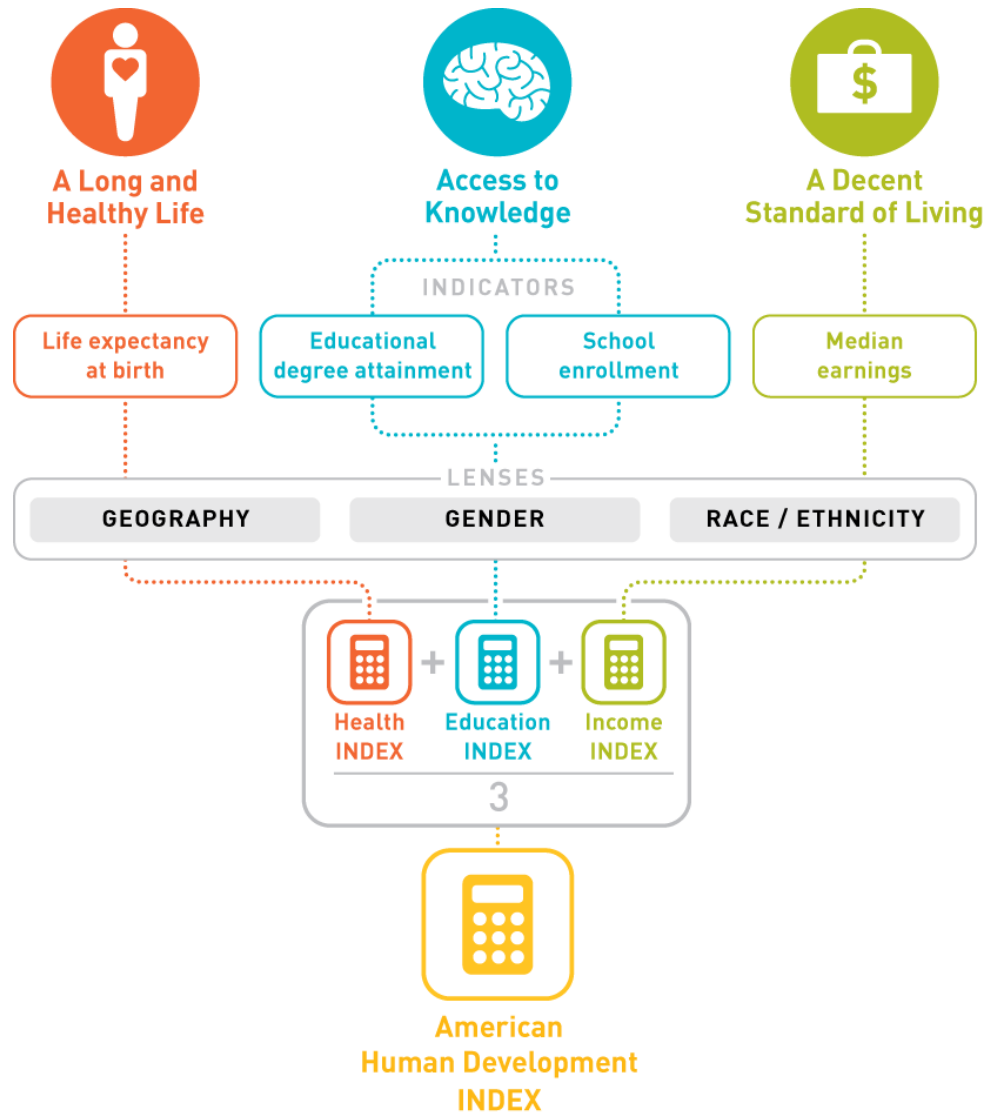 $
A Long and
Healthy Life
Access to
Knowledge
A Decent
Standard of Living
INDICATORS
Life expectancy
at birth
Educational
degree attainment
School
enrollment
Median
earnings
LENSES
GEOGRAPHY
GENDER
RACE / ETHNICITY
+
+
Health
INDEX
Education
INDEX
Income
INDEX
3
American
Human Development
INDEX